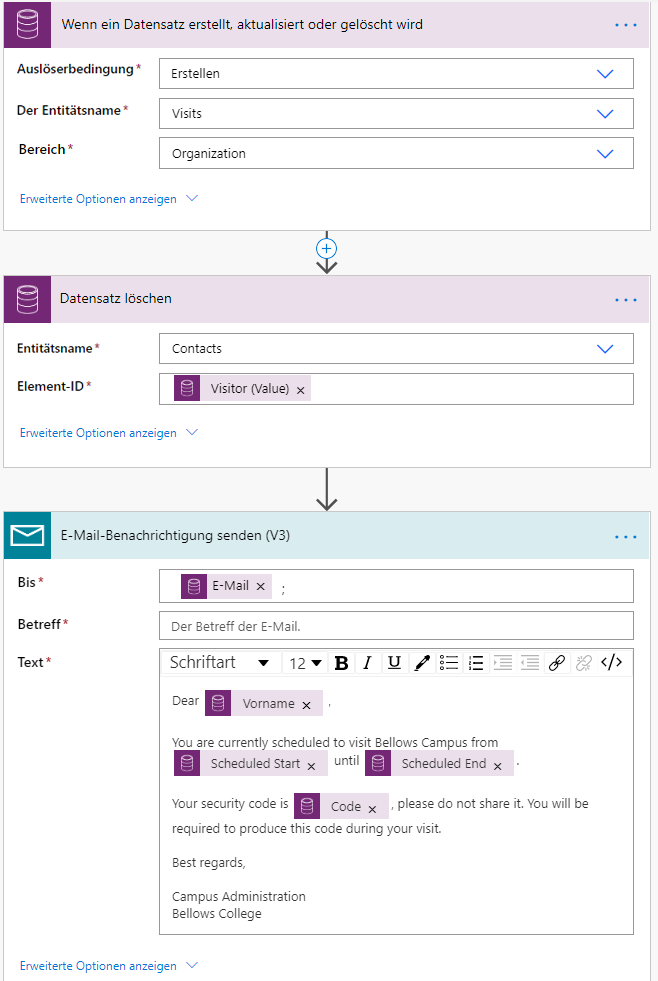 Wenn ein Datensatz erstellt, aktualisiert oder gelöscht wird
Auslöserbedingung *
Erstellen
Der Entitätsname *
Visits
Bereich *
Organization
Erweiterte Optionen anzeigen
Datensatz löschen
Entitätsname *
Contacts
Element-ID *
Visitor (Value) ×
Erweiterte Optionen anzeigen
E-Mail-Benachrichtigung senden (V3)
Bis *
E-Mail × ;
Betreff *
Der Betreff der E-Mail.
Text *
Schriftart 12 B I U </>
Dear Vorname × ,
You are currently scheduled to visit Bellows Campus from
Scheduled Start × until Scheduled End × .
Your security code is Code × , please do not share it. You will be
required to produce this code during your visit.
Best regards,
Campus Administration
Bellows College
Erweiterte Optionen anzeigen